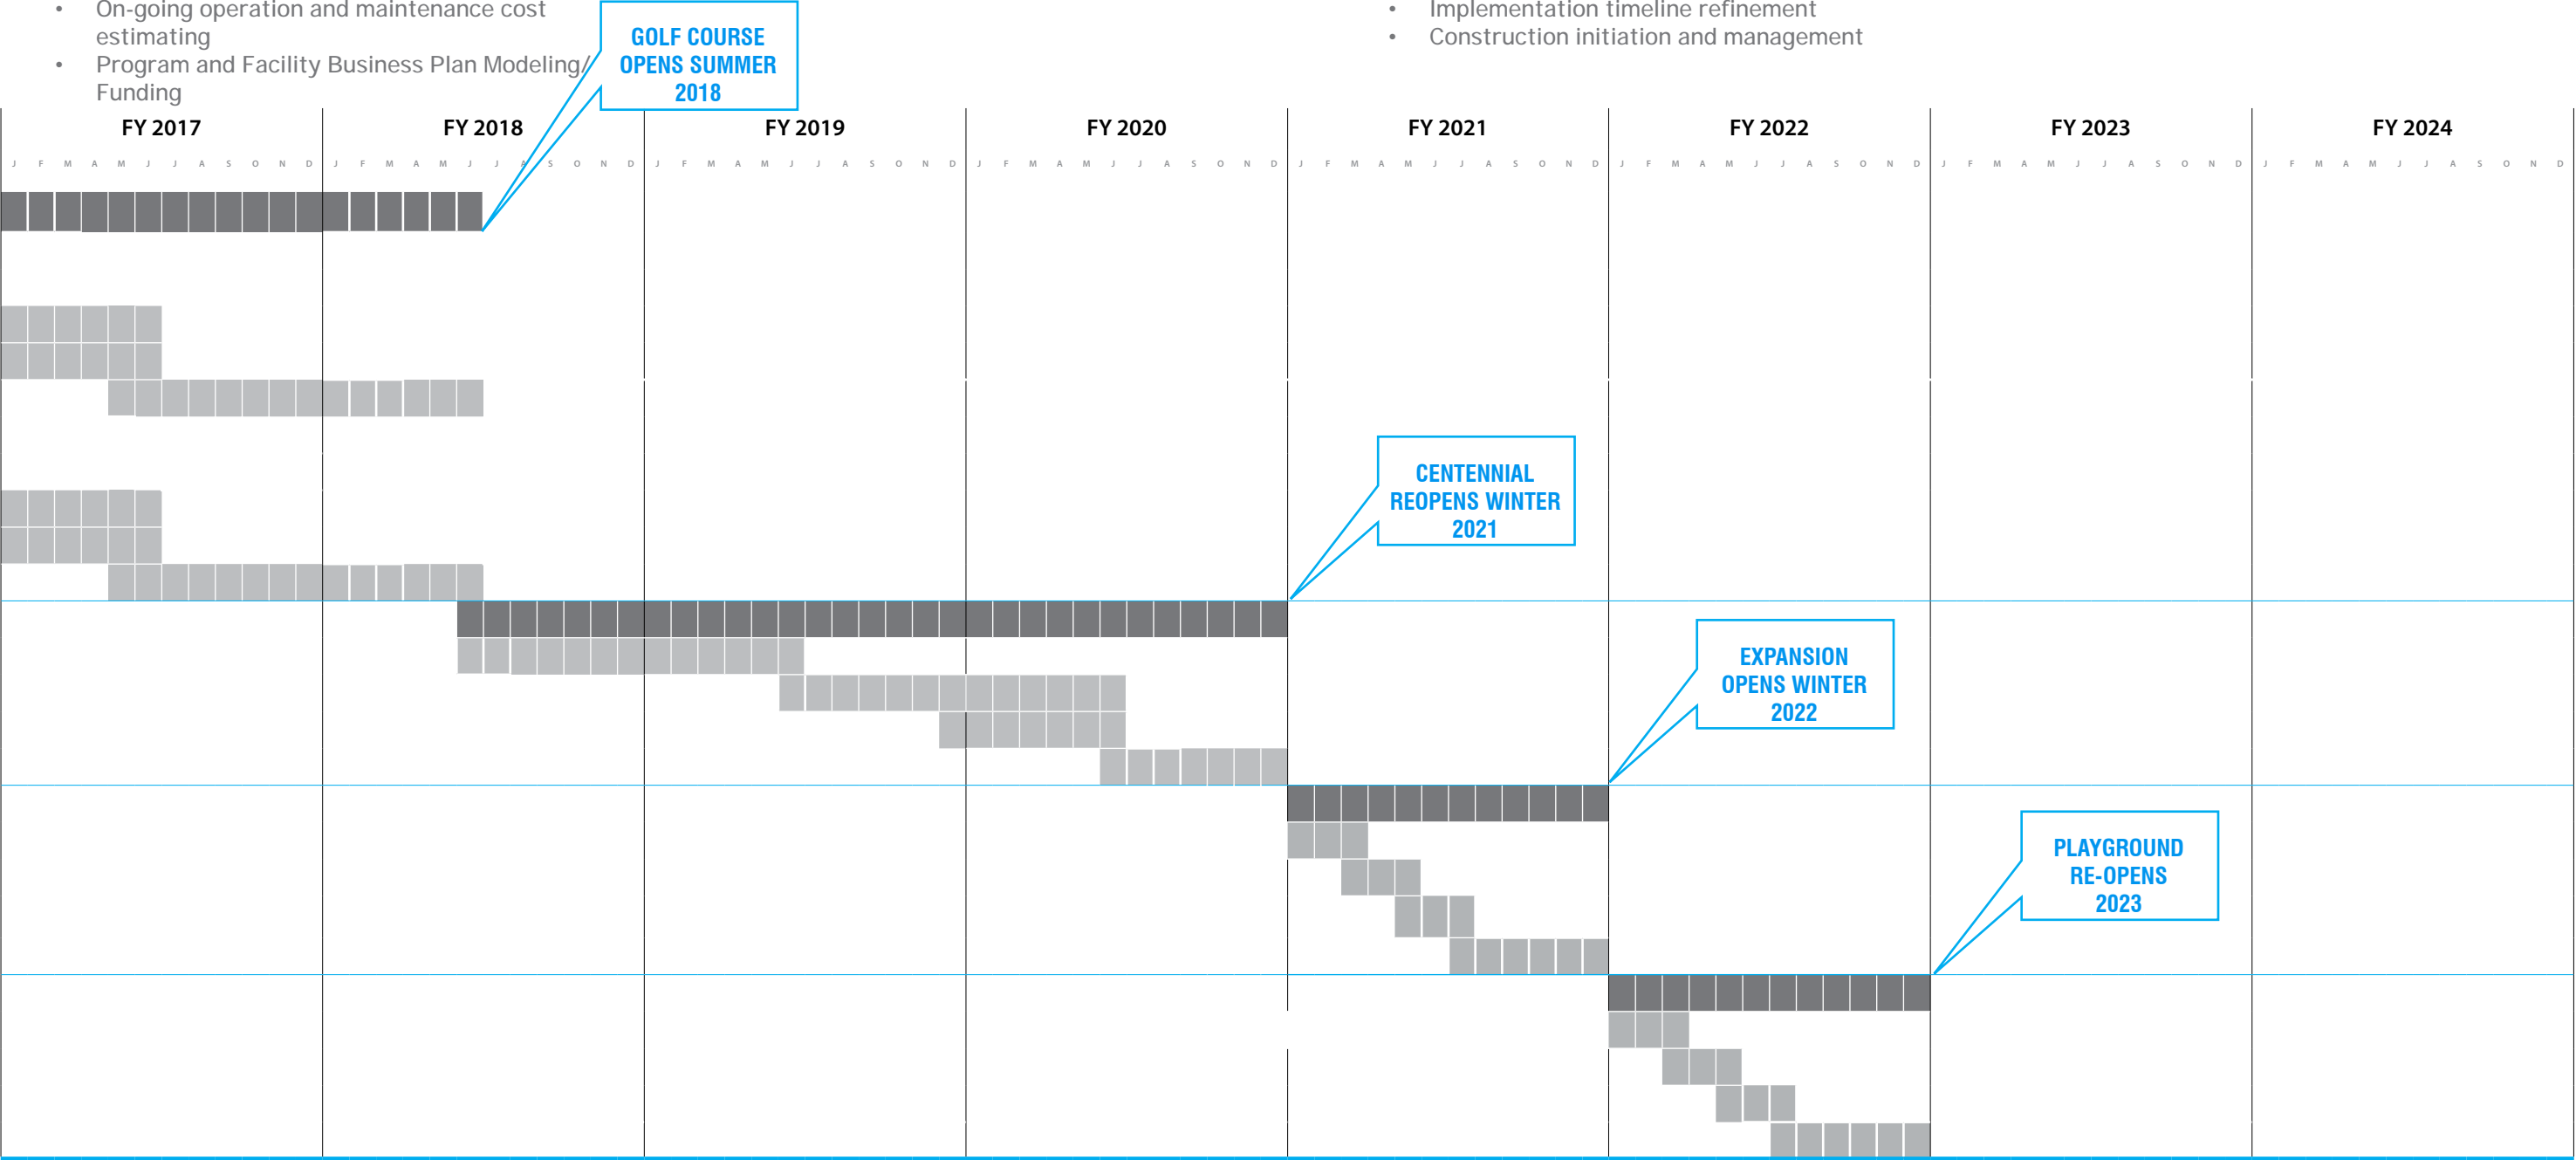 • On-going operation and maintenance cost
estimating
• Program and Facility Business Plan Modeling/
Funding
• Implementation timeline refinement
• Construction initiation and management
GOLF COURSE
OPENS SUMMER
2018
FY 2017 FY 2018 FY 2019 FY 2020 FY 2021 FY 2022 FY 2023 FY 2024
J F M A M J J A S O N D J F M A M J J A S O N D J F M A M J J A S O N D J F M A M J J A S O N D J F M A M J J A S O N D J F M A M J J A S O N D J F M A M J J A S O N D J F M A M J J A S O N D
CENTENNIAL
REOPENS WINTER
2021
EXPANSION
OPENS WINTER
2022
PLAYGROUND
RE-OPENS
2023